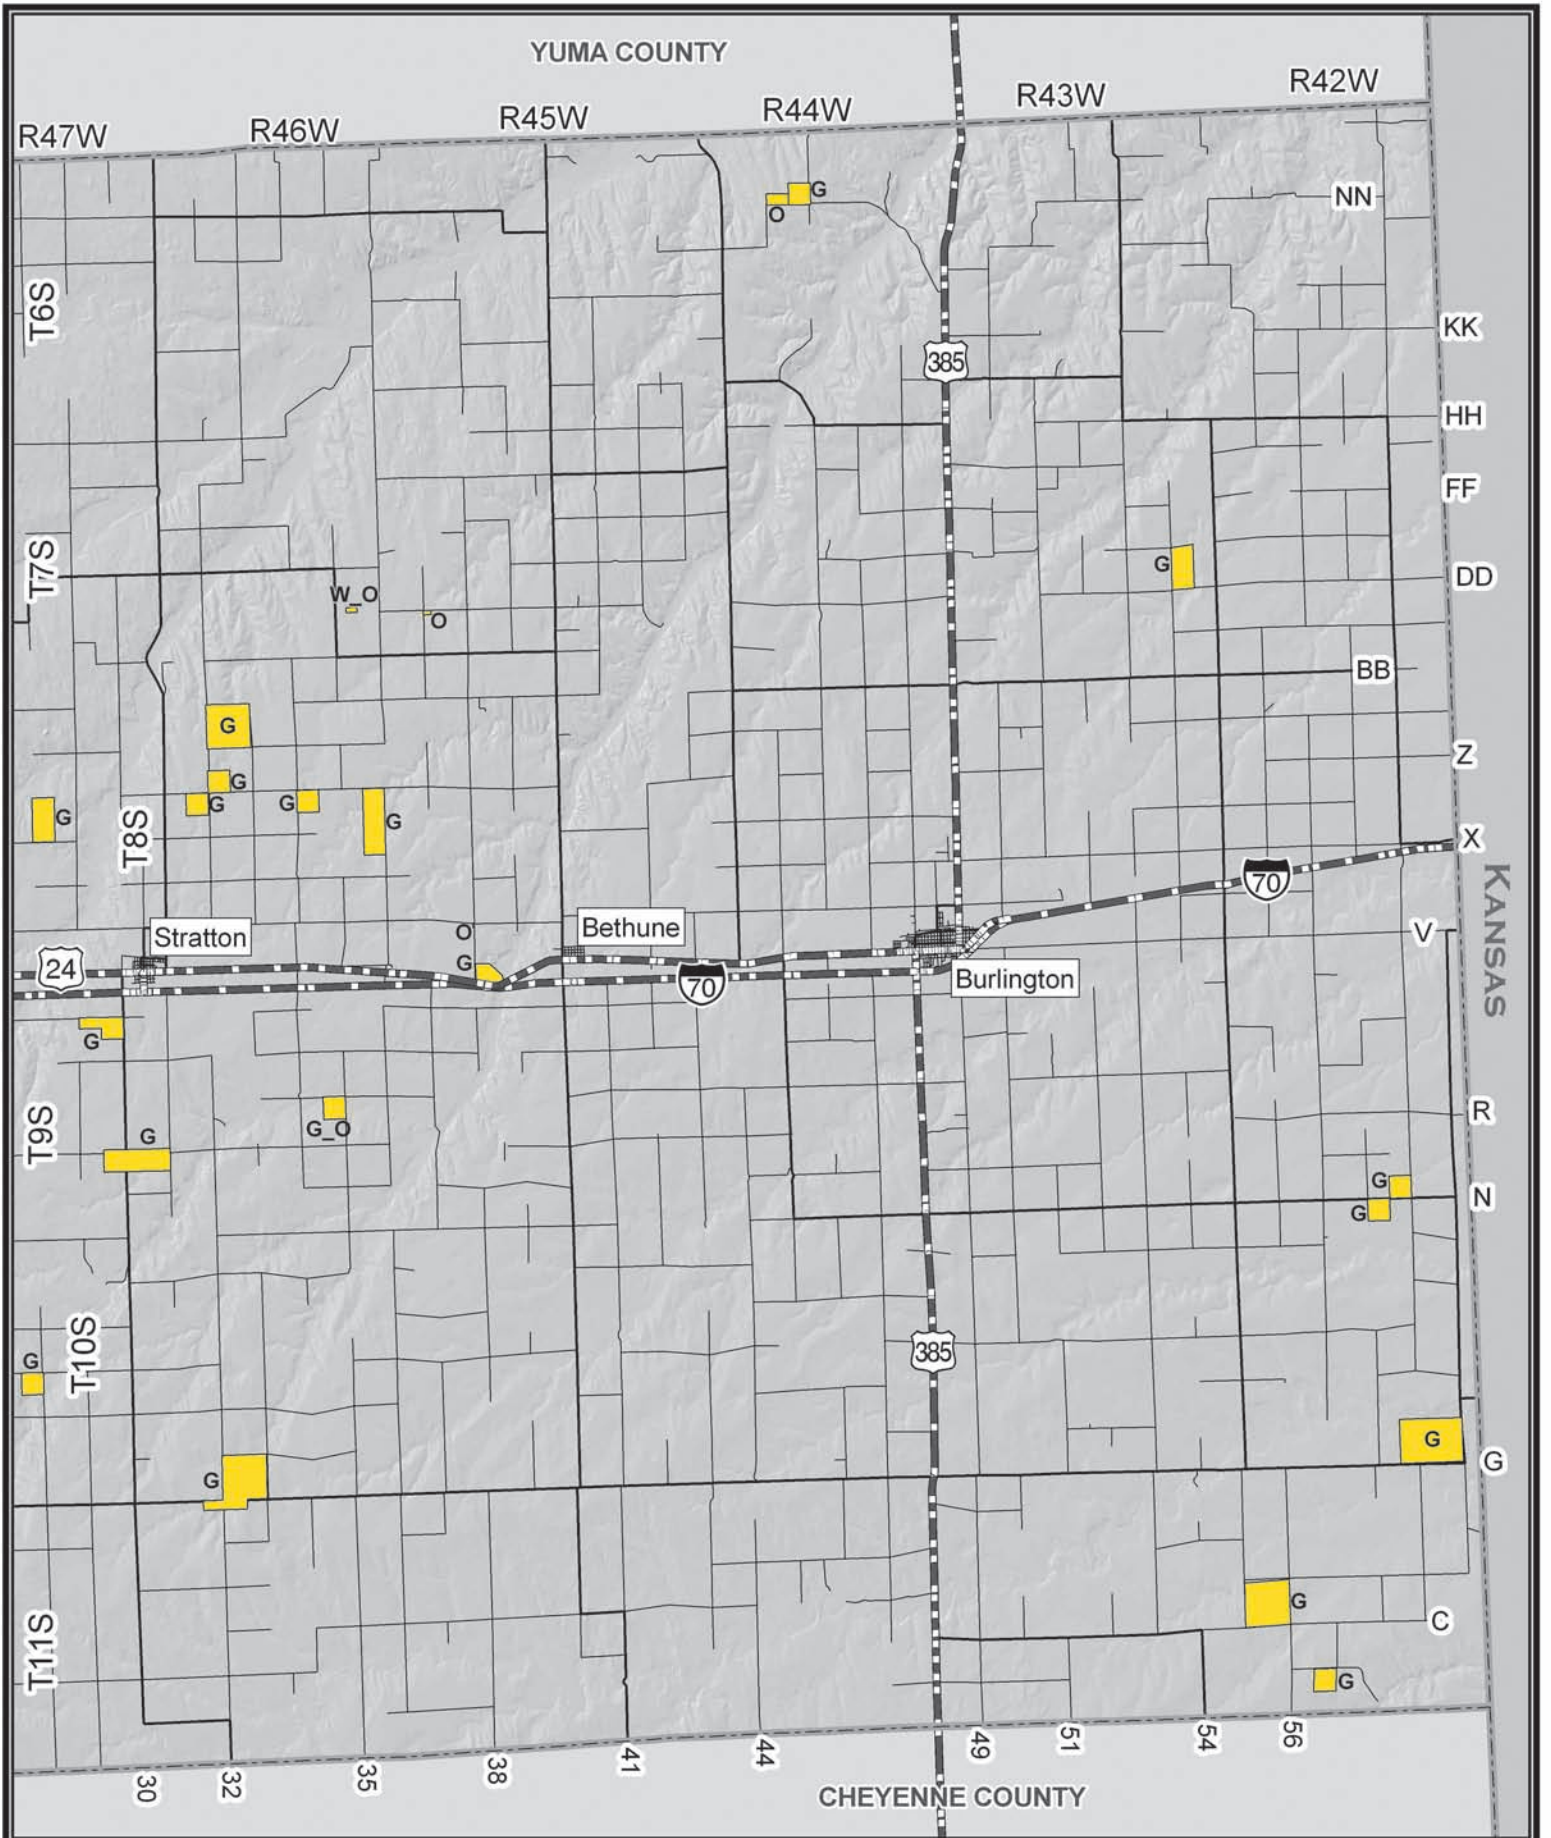 YUMA COUNTY
R42W
R43W
R44W
R45W
R46W
R47W
G
NN
O
T6S
KK
385
HH
FF
T7S
G
DD
W_O
O
BB
G
Z
G
G
G
G
G
T8S
X
70
KANSAS
Stratton
O
Bethune
V
24
G
70
Burlington
G
R
T9S
G
G_O
G
N
G
T10S
G
385
G
G
G
G
C
T11S
G
30
32
35
38
41
44
49
51
54
56
CHEYENNE COUNTY